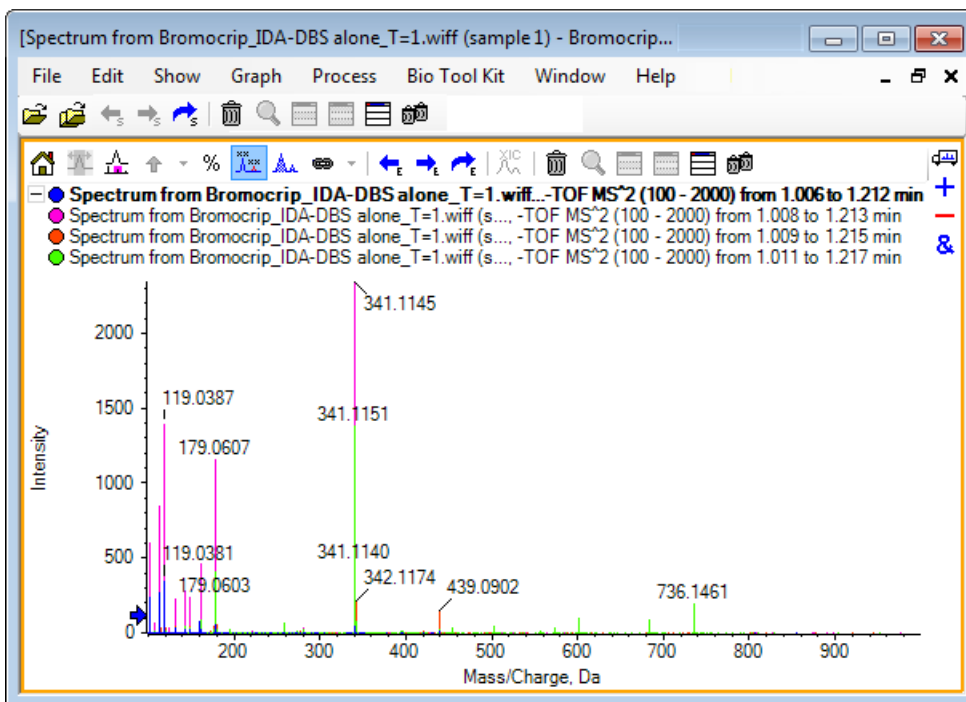 [Spectrum from Bromocrip_IDA-DBS alone_T=1.wiff (sample 1) - Bromocrip...
File Edit Show Graph Process Bio Tool Kit Window Help
S S S
% xx xx E E E XIC
Spectrum from Bromocrip_IDA-DBS alone_T=1.wiff...-TOF MS^2 (100 - 2000) from 1.006 to 1.212 min
Spectrum from Bromocrip_IDA-DBS alone_T=1.wiff (s..., -TOF MS^2 (100 - 2000) from 1.008 to 1.213 min
Spectrum from Bromocrip_IDA-DBS alone_T=1.wiff (s..., -TOF MS^2 (100 - 2000) from 1.009 to 1.215 min
Spectrum from Bromocrip_IDA-DBS alone_T=1.wiff (s..., -TOF MS^2 (100 - 2000) from 1.011 to 1.217 min
&
341.1145
2000
119.0387
1500
341.1151
179.0607
Intensity
1000
500
119.0381
341.1140
179.0603
342.1174
439.0902
736.1461
0
200 300 400 500 600 700 800 900
Mass/Charge, Da